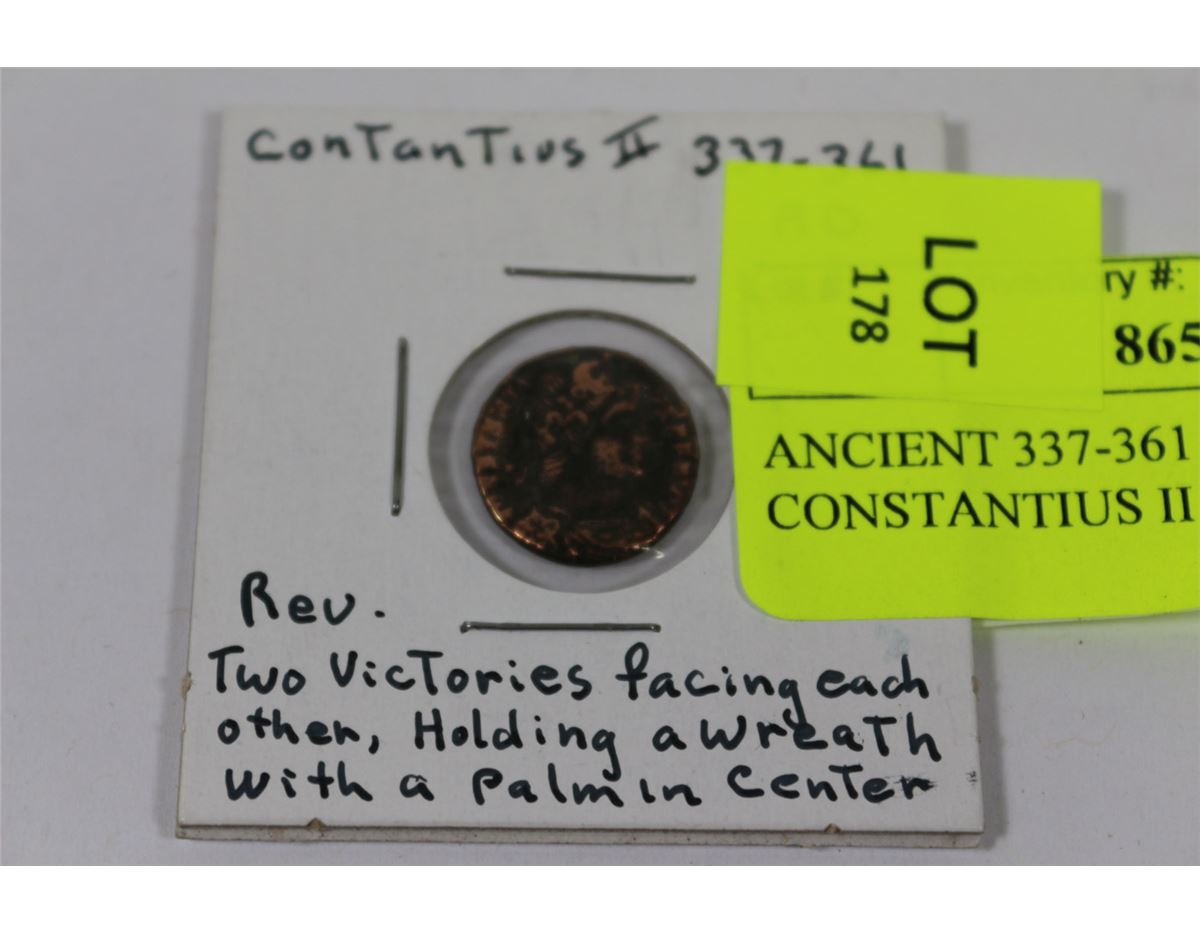 ConTanTius II 337-361
LOT
178
ry #:
865
ANCIENT 337-361
CONSTANTIUS II
Rev.
Two VicTories facing each
other, Holding a wreaTh
with a palm in CenTer